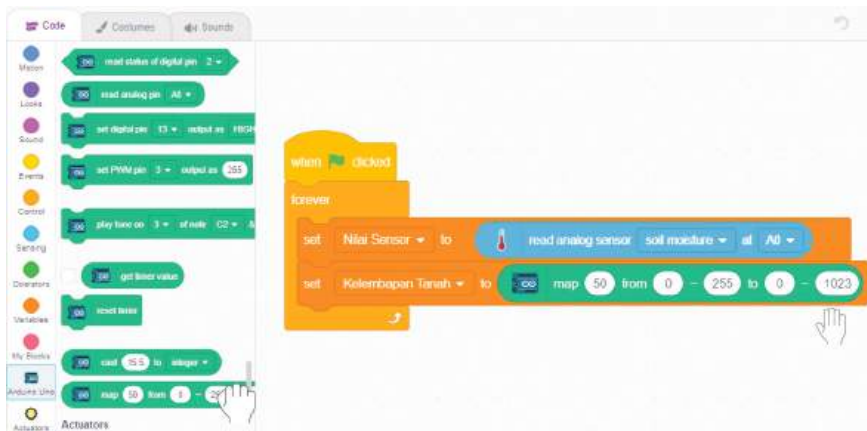 Code Costumes Sounds
Motion
Looks
Sound
Events
Control
Sensing
Operators
Variables
My Blocks
Arduino Uno
Actuators
read status of digital pin 2
read analog pin A0
set digital pin 13 output as HIGH
set PWM pin 3 output as 255
play tone on 3 of note C2 &
get timer value
reset timer
cast 15.5 to integer
map 50 from 0 -
Actuators
when clicked
forever
set Nilai Sensor to read analog sensor soil moisture at A0
set Kelembapan Tanah to map 50 from 0 - 255 to 0 - 1023